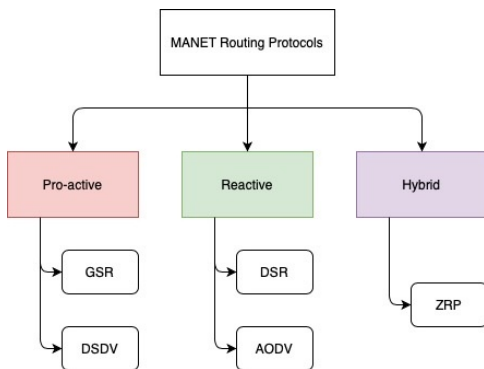 MANET Routing Protocols
Pro-active
Reactive
Hybrid
GSR
DSR
ZRP
DSDV
AODV